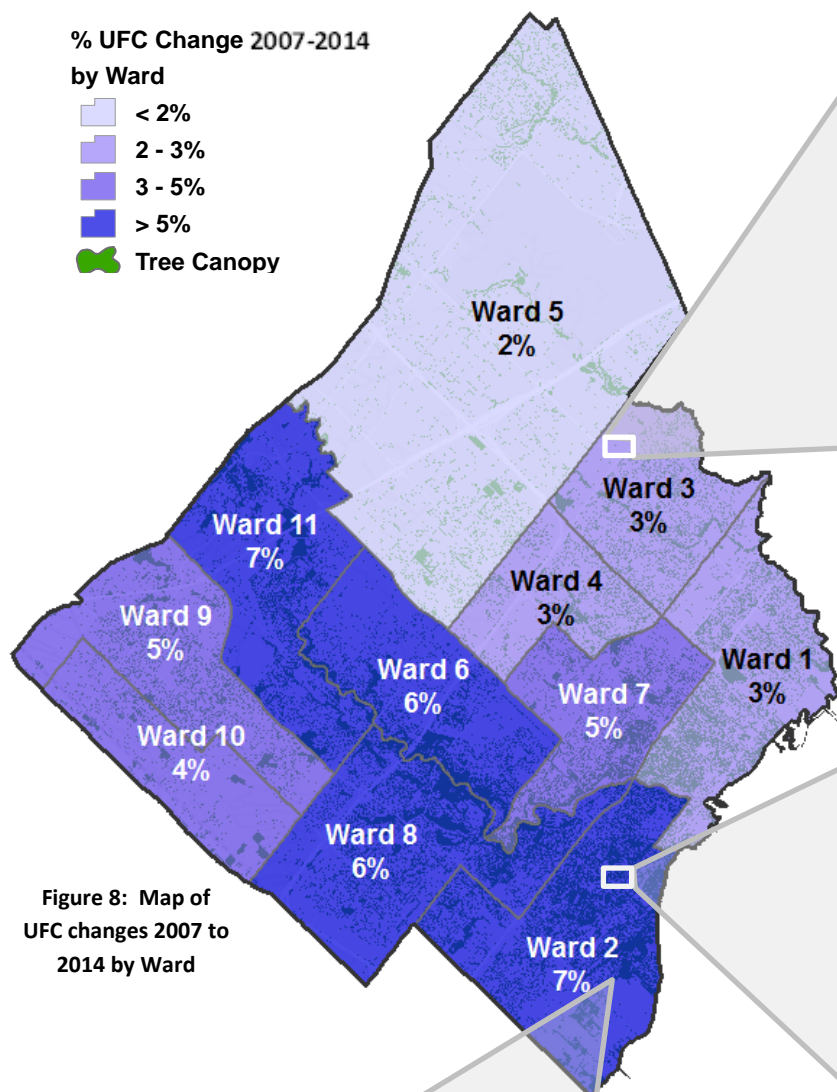 % UFC Change 2007-2014
by Ward
< 2%
2 - 3%
3 - 5%
> 5%
Tree Canopy
Ward 5
2%
Ward 3
3%
Ward 11
7%
Ward 4
3%
Ward 9
5%
Ward 6
6%
Ward 7
5%
Ward 1
3%
Ward 10
4%
Ward 8
6%
Ward 2
7%
Figure 8: Map of
UFC changes 2007 to
2014 by Ward